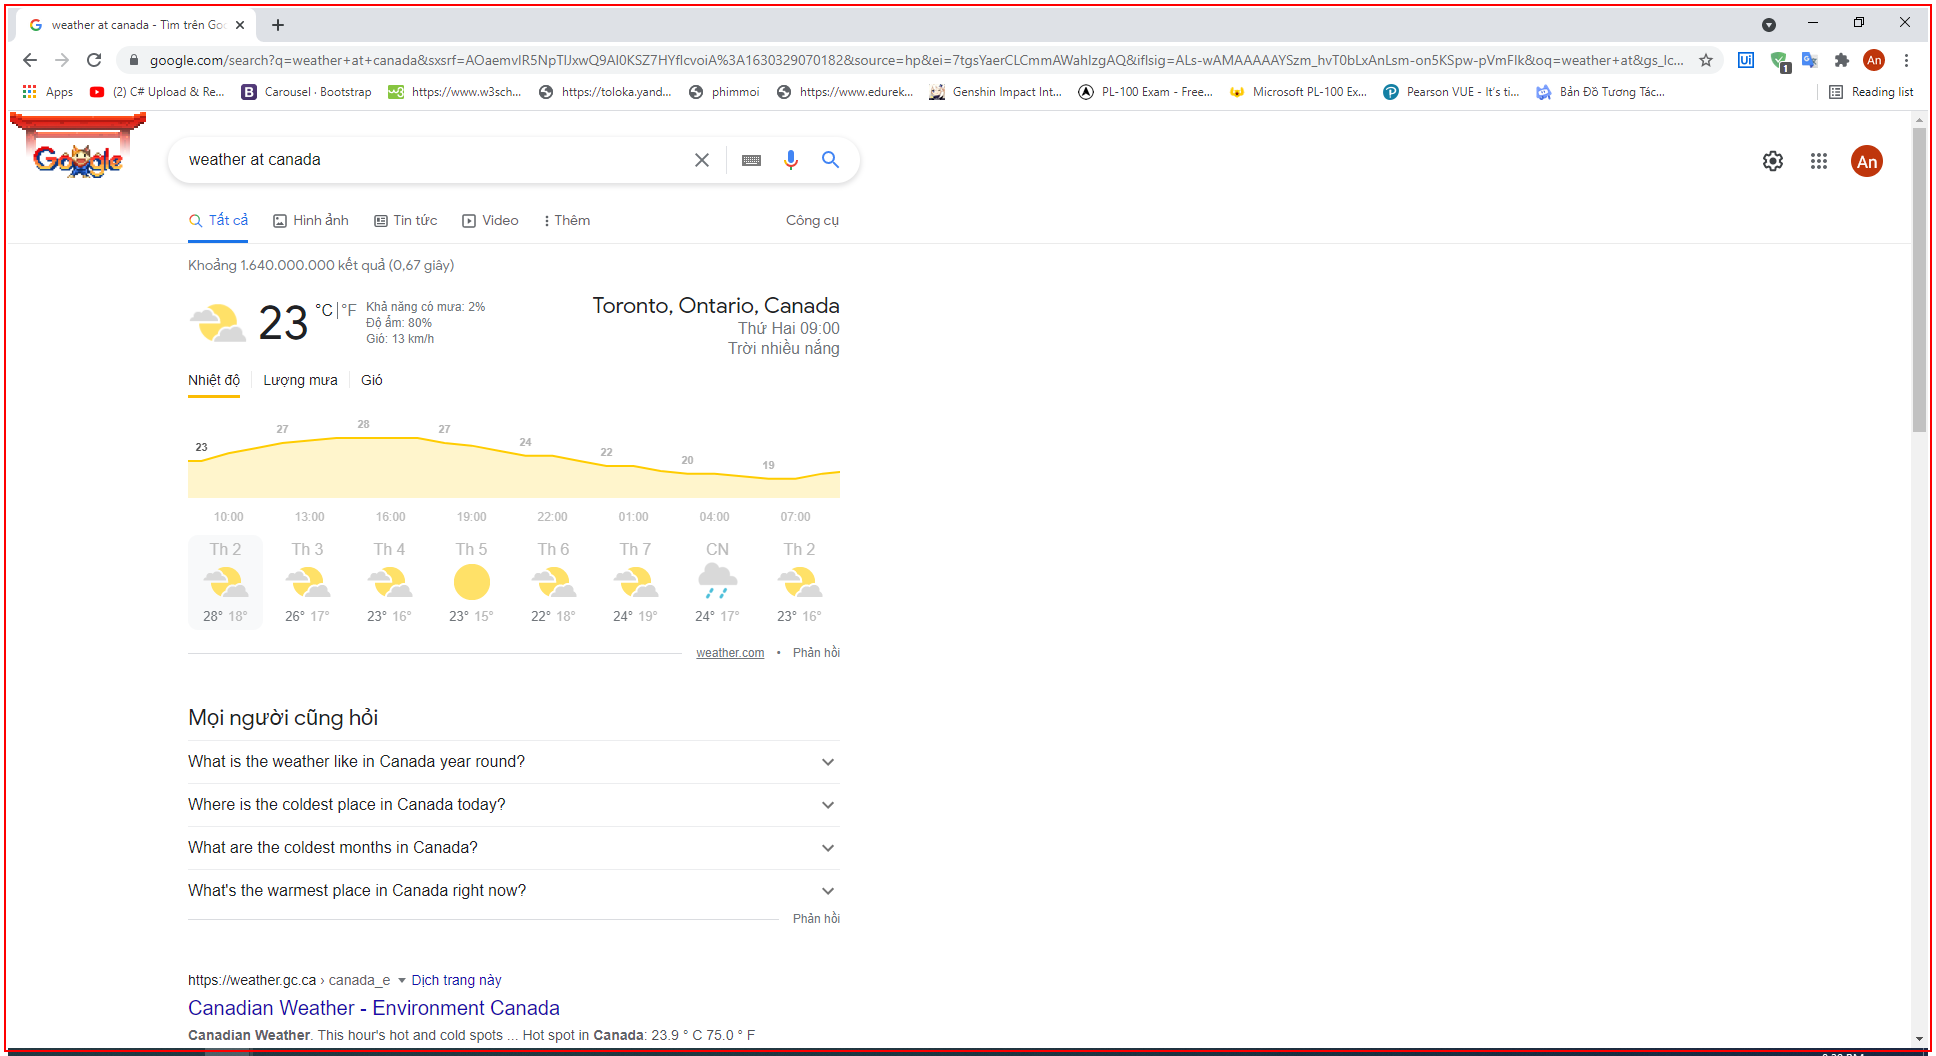 weather at canada - Tìm trên Goo
google.com/search?q=weather+at+canada&sxsrf=AOaemvIR5NpTlJxwQ9AI0KSZ7HYflcvoiA%3A1630329070182&source=hp&ei=7tgsYaerCLCmmAWahIzgAQ&iflsig=ALs-wAMAAAAAYSzm_hvT0bLxAnLsm-on5KSpw-pVmFIk&oq=weather+at&gs_lc...
Ui
1
An
Apps
(2) C# Upload & Re...
Carousel · Bootstrap
https://www.w3sch...
https://toloka.yand...
phimmoi
https://www.edurek...
Genshin Impact Int...
PL-100 Exam - Free...
Microsoft PL-100 Ex...
Pearson VUE - It's ti...
Bản Đồ Tương Tác...
Reading list
Google
weather at canada
An
Tất cả
Hình ảnh
Tin tức
Video
Thêm
Công cụ
Khoảng 1.640.000.000 kết quả (0,67 giây)
23 °C | °F
Khả năng có mưa: 2%
Độ ẩm: 80%
Gió: 13 km/h
Toronto, Ontario, Canada
Thứ Hai 09:00
Trời nhiều nắng
Nhiệt độ
Lượng mưa
Gió
23 27 28 27 24 22 20 19
10:00 13:00 16:00 19:00 22:00 01:00 04:00 07:00
Th 2 Th 3 Th 4 Th 5 Th 6 Th 7 CN Th 2
28° 18° 26° 17° 23° 16° 23° 15° 22° 18° 24° 19° 24° 17° 23° 16°
weather.com • Phản hồi
Mọi người cũng hỏi
What is the weather like in Canada year round?
Where is the coldest place in Canada today?
What are the coldest months in Canada?
What's the warmest place in Canada right now?
Phản hồi
https://weather.gc.ca › canada_e Dịch trang này
Canadian Weather - Environment Canada
Canadian Weather. This hour's hot and cold spots ... Hot spot in Canada: 23.9 ° C 75.0 ° F